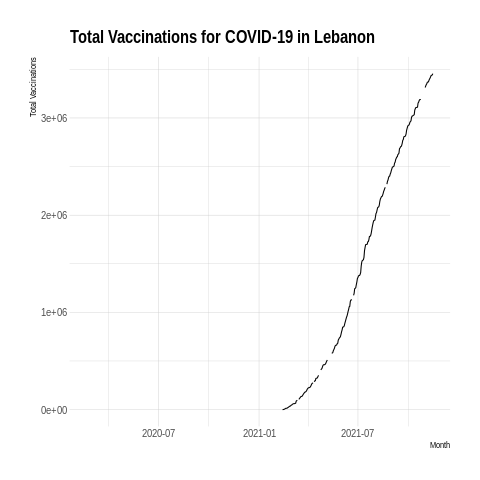 Total Vaccinations for COVID-19 in Lebanon
Total Vaccinations
3e+06
2e+06
1e+06
0e+00
2020-07 2021-01 2021-07
Month